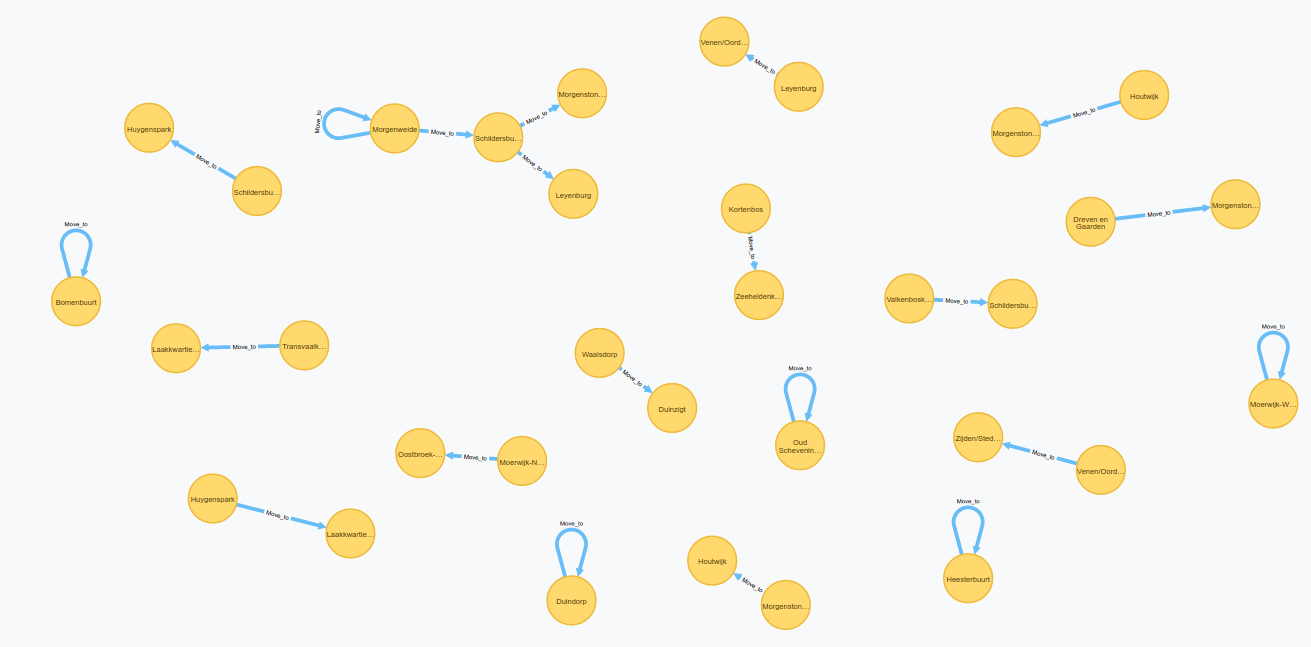 Venen/Oord…
Move_to
Leyenburg
Morgenston…
Houtwijk
Move_to
Morgenston…
Huygenspark
Move_to
Schildersbu…
Move_to
Morgenweide
Move_to
Schildersbu…
Move_to
Move_to
Leyenburg
Kortenbos
Move_to
Zeeheldenk…
Dreven en
Gaarden
Move_to
Morgenston…
Move_to
Bomenbuurt
Valkenbosk…
Move_to
Schildersbu…
Laakkwartie…
Move_to
Transvaalk…
Waalsdorp
Move_to
Duinzigt
Move_to
Oud
Schevenin…
Move_to
Moerwijk-W…
Oostbroek-…
Move_to
Moerwijk-N…
Zijden/Sted…
Move_to
Venen/Oord…
Huygenspark
Move_to
Laakkwartie…
Move_to
Duindorp
Houtwijk
Move_to
Morgenston…
Move_to
Heesterbuurt